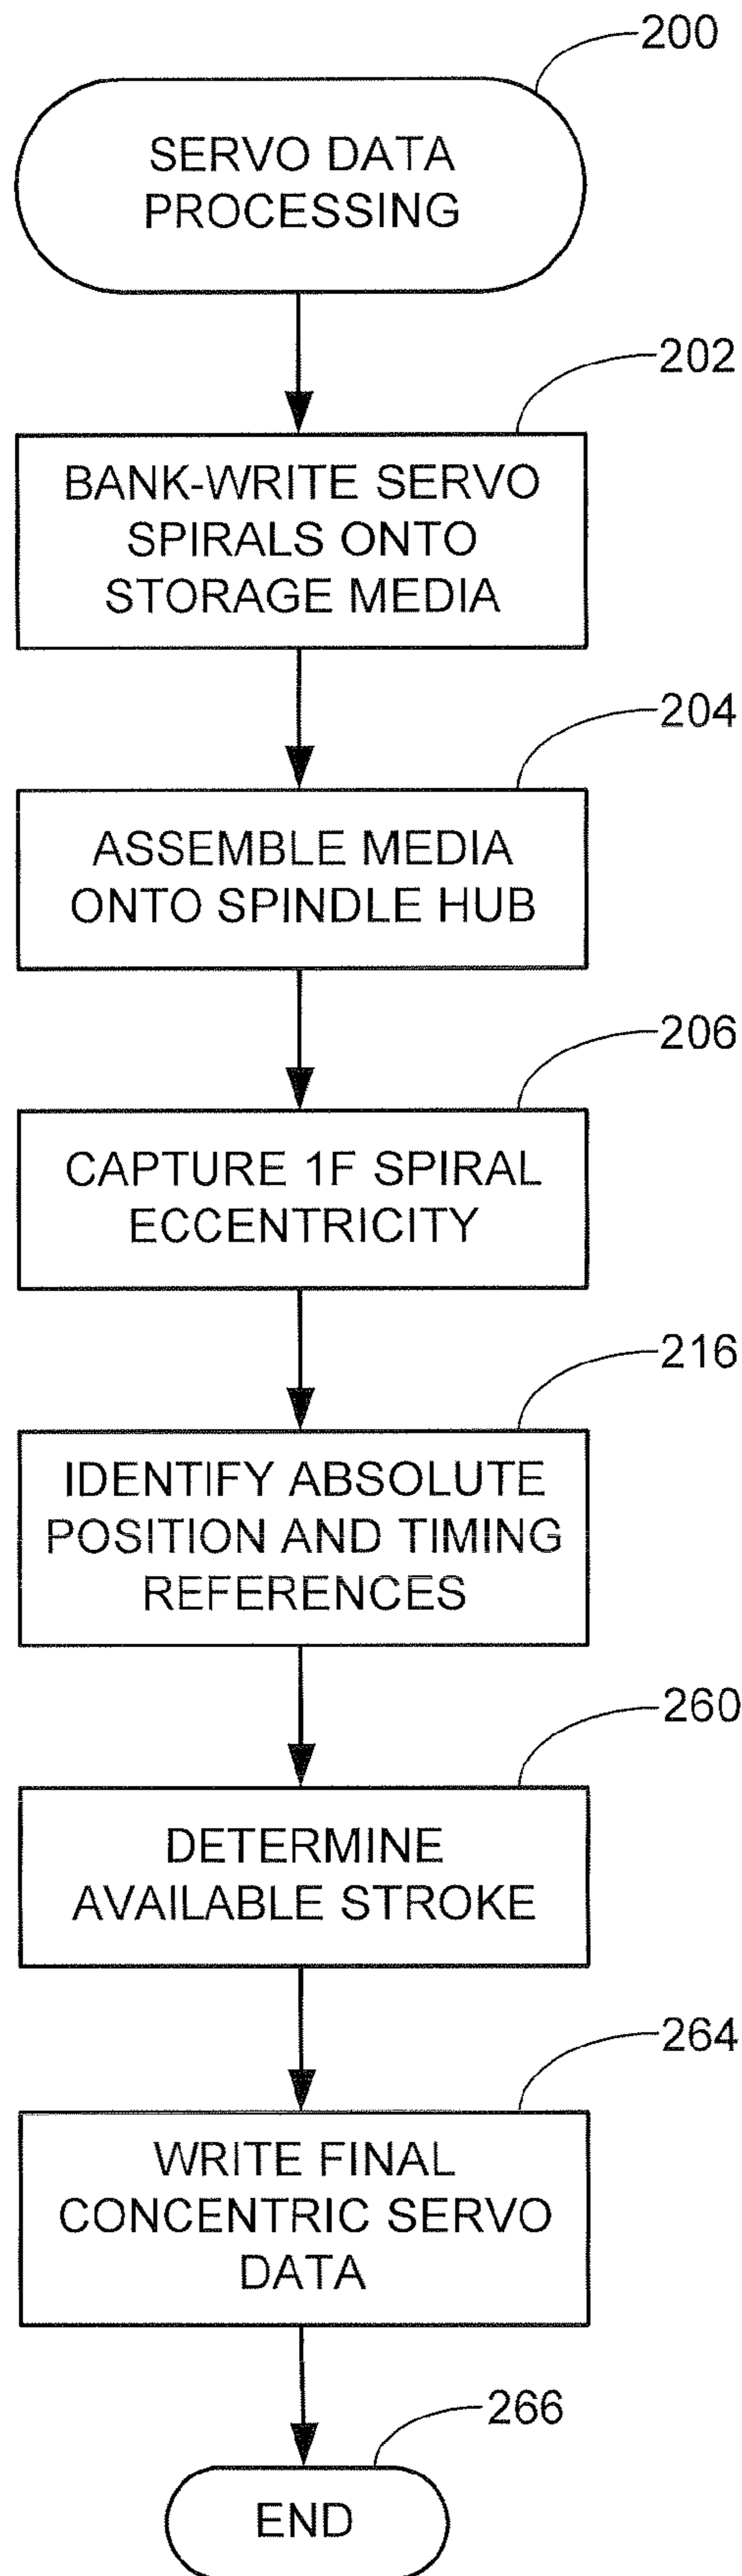 200
SERVO DATA
PROCESSING
202
BANK-WRITE SERVO
SPIRALS ONTO
STORAGE MEDIA
204
ASSEMBLE MEDIA
ONTO SPINDLE HUB
206
CAPTURE 1F SPIRAL
ECCENTRICITY
216
IDENTIFY ABSOLUTE
POSITION AND TIMING
REFERENCES
260
DETERMINE
AVAILABLE STROKE
264
WRITE FINAL
CONCENTRIC SERVO
DATA
266
END